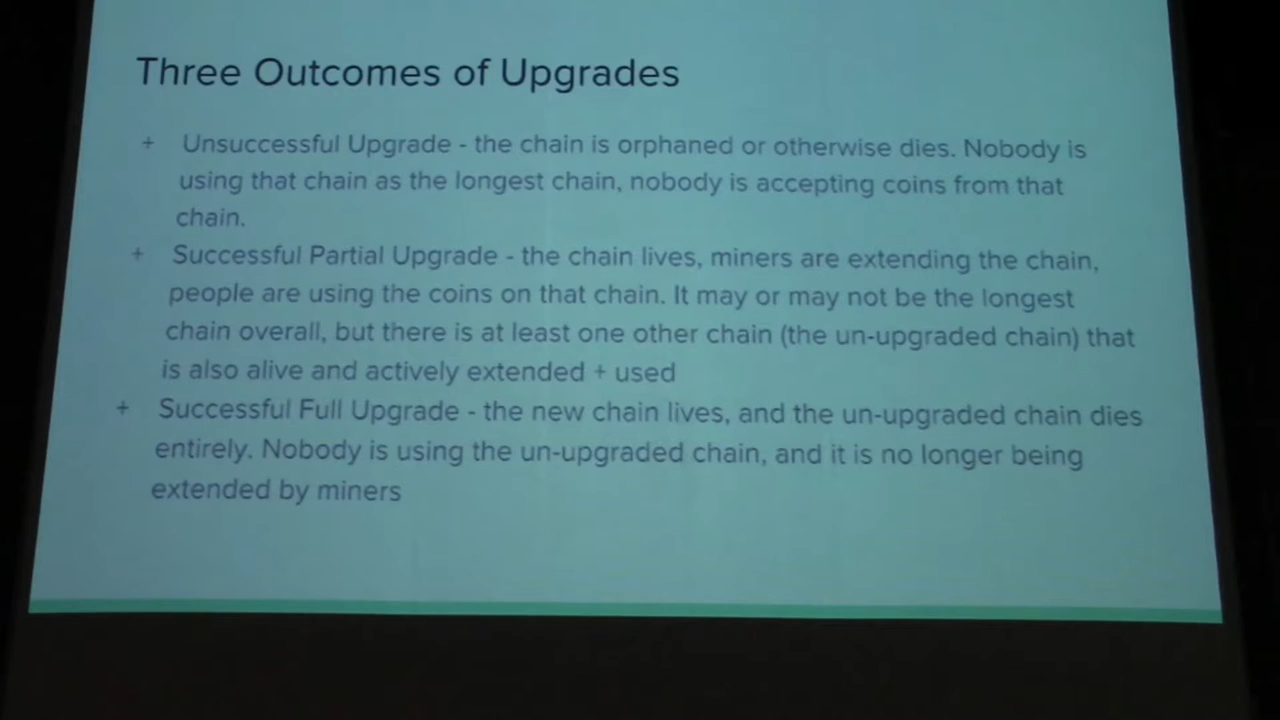 Three Outcomes of Upgrades
+ Unsuccessful Upgrade - the chain is orphaned or otherwise dies. Nobody is
using that chain as the longest chain, nobody is accepting coins from that
chain.
+ Successful Partial Upgrade - the chain lives, miners are extending the chain,
people are using the coins on that chain. It may or may not be the longest
chain overall, but there is at least one other chain (the un-upgraded chain) that
is also alive and actively extended + used
+ Successful Full Upgrade - the new chain lives, and the un-upgraded chain dies
entirely. Nobody is using the un-upgraded chain, and it is no longer being
extended by miners